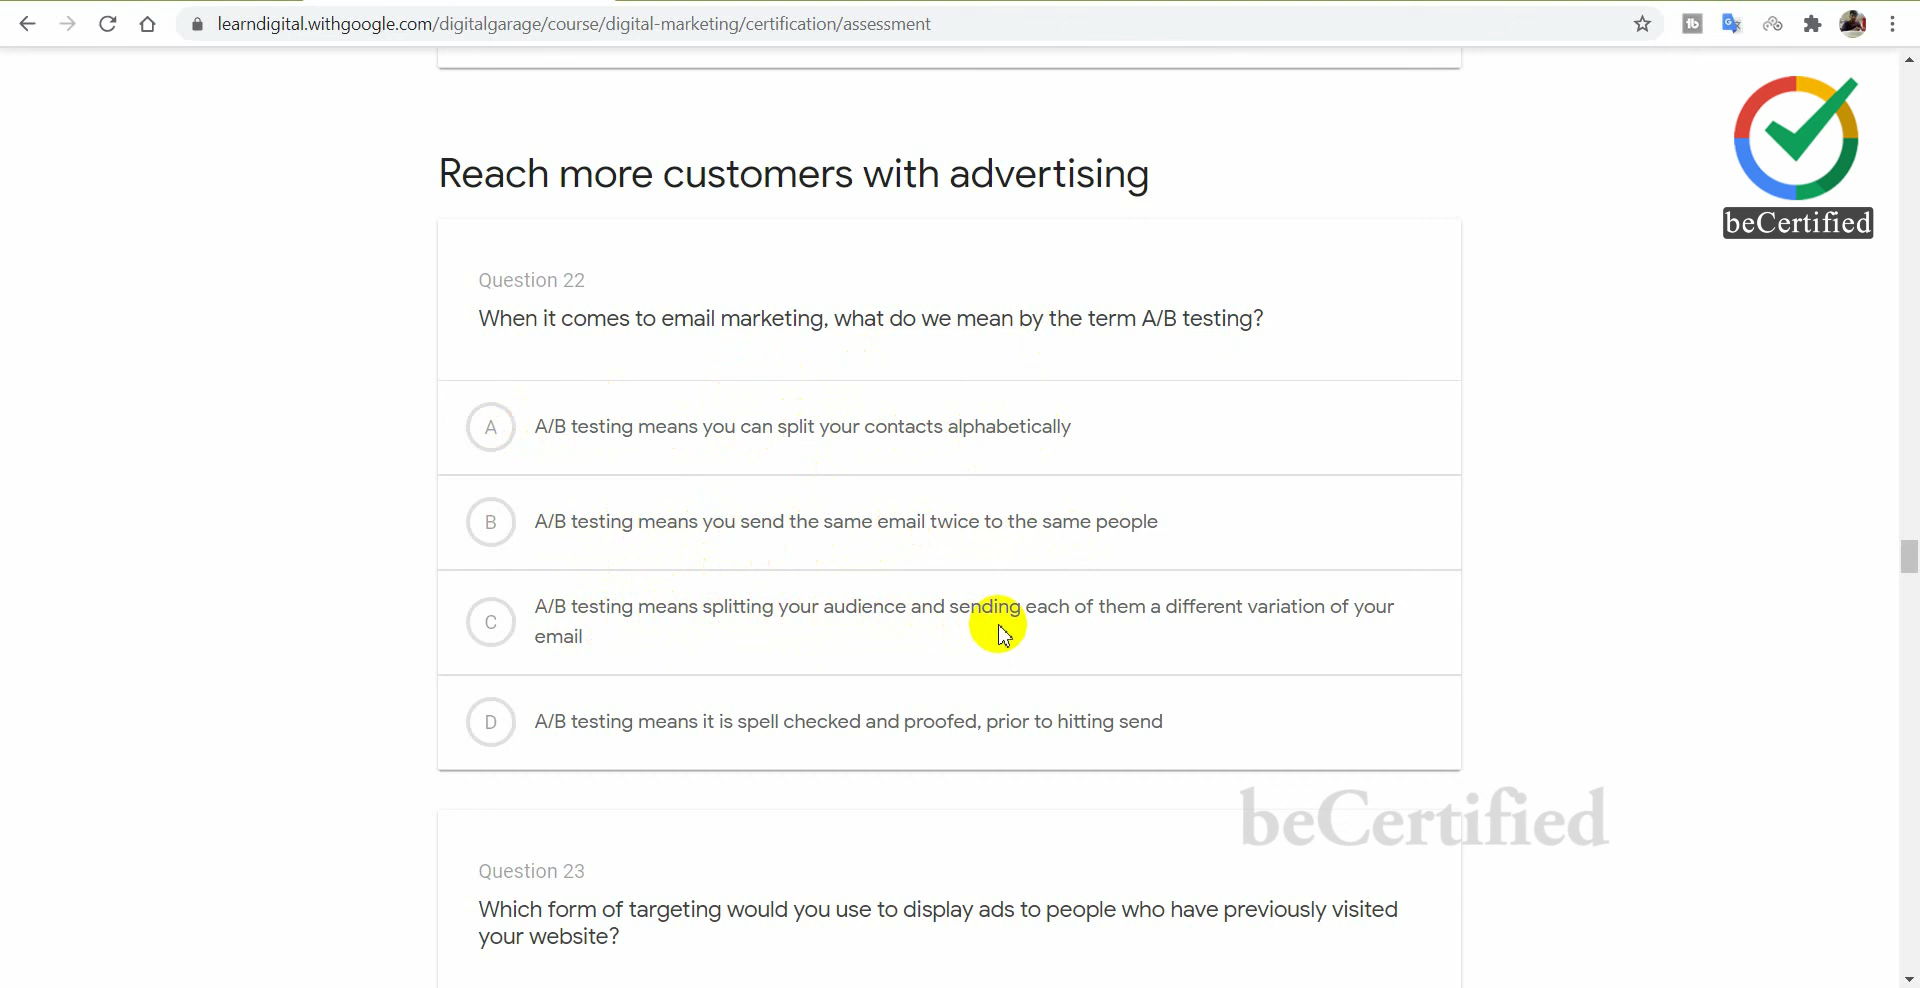 learndigital.withgoogle.com/digitalgarage/course/digital-marketing/certification/assessment
beCertified
Reach more customers with advertising
Question 22
When it comes to email marketing, what do we mean by the term A/B testing?
A
A/B testing means you can split your contacts alphabetically
B
A/B testing means you send the same email twice to the same people
C
A/B testing means splitting your audience and sending each of them a different variation of your
email
D
A/B testing means it is spell checked and proofed, prior to hitting send
beCertified
Question 23
Which form of targeting would you use to display ads to people who have previously visited
your website?